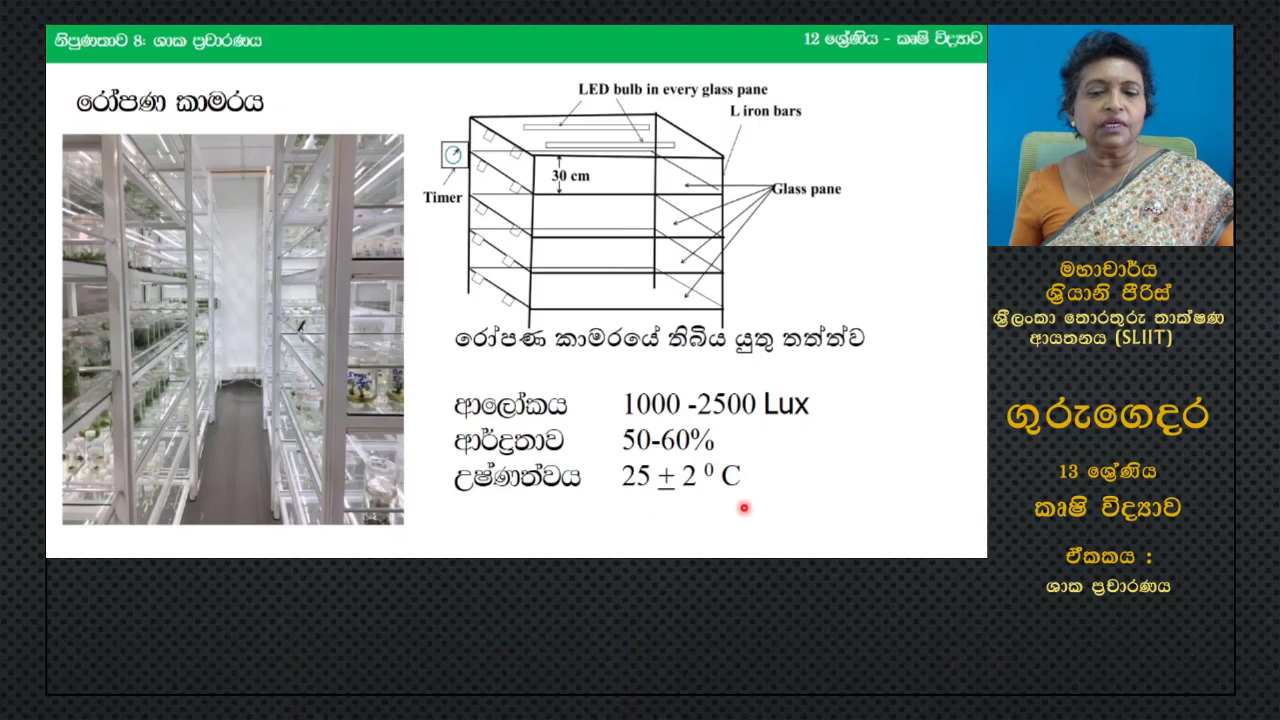 නිපුණතාව 8: ශාක ප්‍රචාරණය
12 ශ්‍රේණිය - කෘෂි විද්‍යාව
රෝපණ කාමරය
LED bulb in every glass pane
L iron bars
30 cm
Timer
Glass pane
රෝපණ කාමරයේ තිබිය යුතු තත්ත්ව
ආලෝකය 1000 -2500 Lux
ආර්ද්‍රතාව 50-60%
උෂ්ණත්වය 25 ± 2 ⁰ C
මහාචාර්ය
ශ්‍රියානි පීරිස්
ශ්‍රීලංකා තොරතුරු තාක්ෂණ
ආයතනය (SLIIT)
ගුරුගෙදර
13 ශ්‍රේණිය
කෘෂි විද්‍යාව
ඒකකය :
ශාක ප්‍රචාරණය